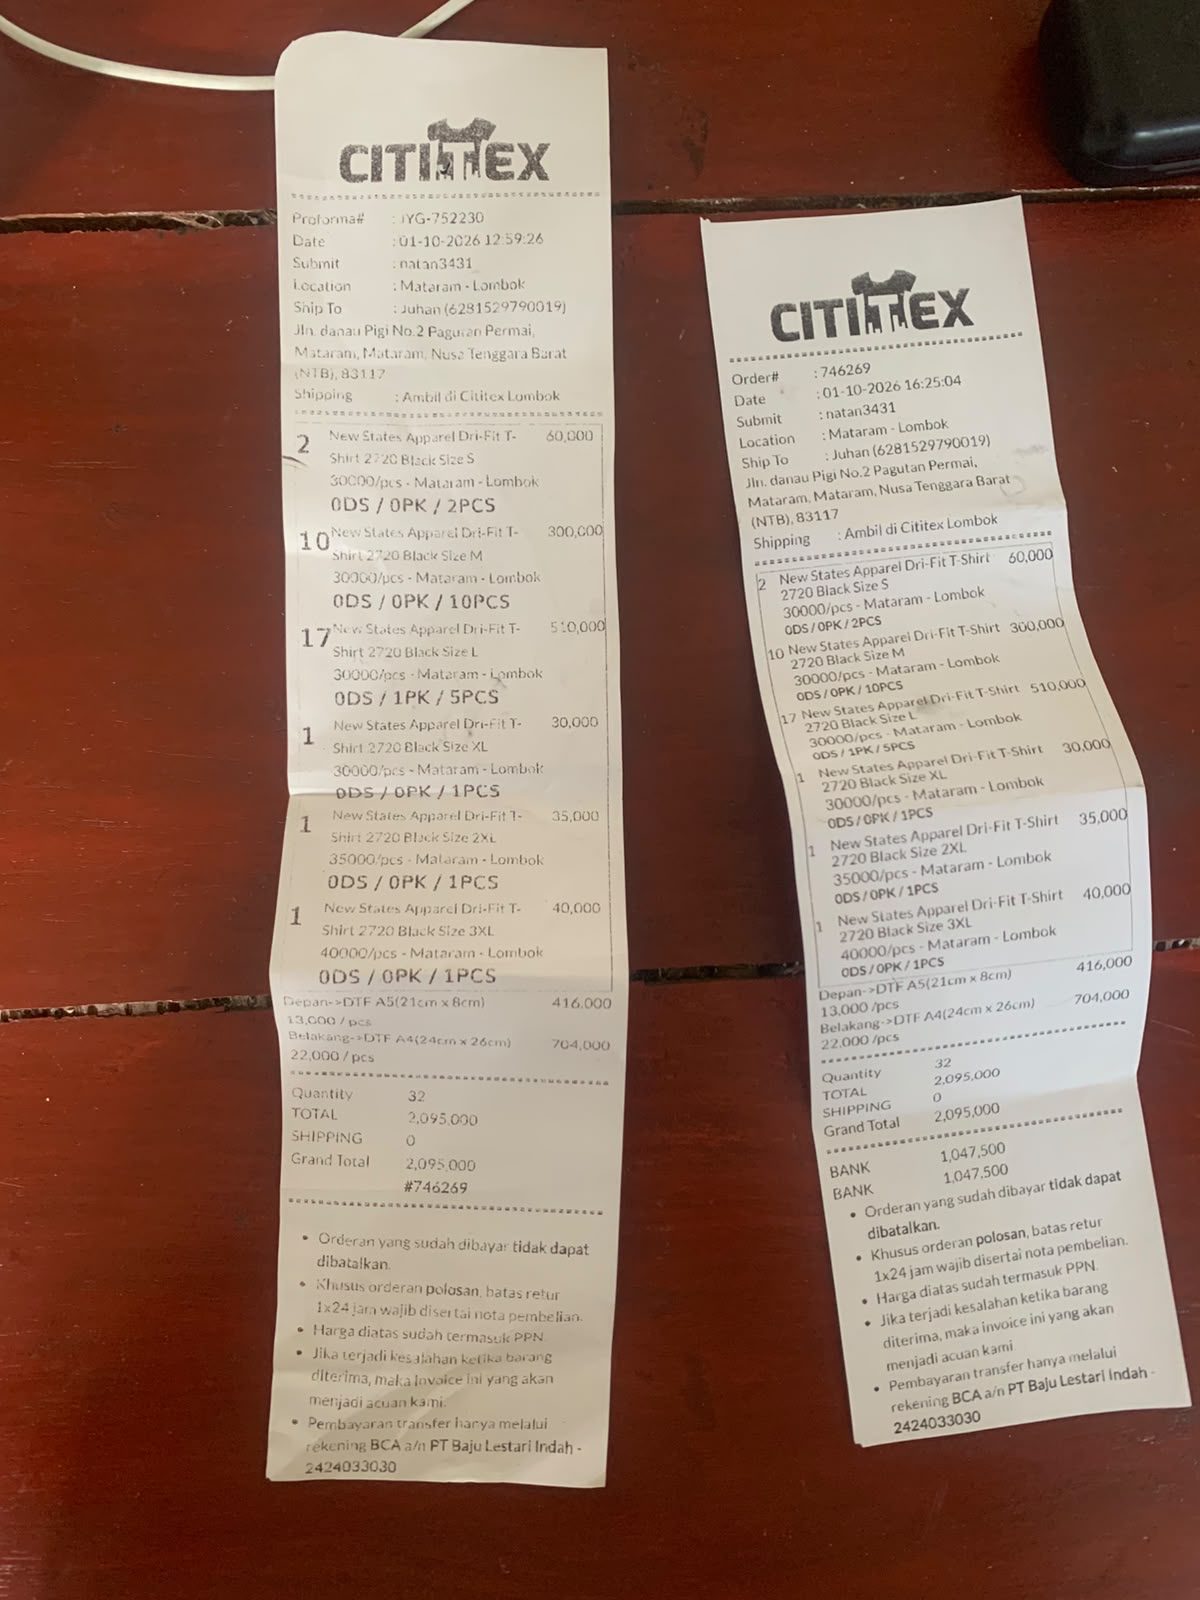 CITITEX
Proforma# : JYG-752230
Date : 01-10-2026 12:59:26
Submit : natan3431
Location : Mataram - Lombok
Ship To : Juhan (6281529790019)
Jln. danau Pigi No.2 Pagutan Permai,
Mataram, Mataram, Nusa Tenggara Barat
(NTB), 83117
Shipping : Ambil di Cititex Lombok
2 New States Apparel Dri-Fit T- 60,000
Shirt 2720 Black Size S
30000/pcs - Mataram - Lombok
0DS / 0PK / 2PCS
10 New States Apparel Dri-Fit T- 300,000
Shirt 2720 Black Size M
30000/pcs - Mataram - Lombok
0DS / 0PK / 10PCS
17 New States Apparel Dri-Fit T- 510,000
Shirt 2720 Black Size L
30000/pcs - Mataram - Lombok
0DS / 1PK / 5PCS
1 New States Apparel Dri-Fit T- 30,000
Shirt 2720 Black Size XL
30000/pcs - Mataram - Lombok
0DS / 0PK / 1PCS
1 New States Apparel Dri-Fit T- 35,000
Shirt 2720 Black Size 2XL
35000/pcs - Mataram - Lombok
0DS / 0PK / 1PCS
1 New States Apparel Dri-Fit T- 40,000
Shirt 2720 Black Size 3XL
40000/pcs - Mataram - Lombok
0DS / 0PK / 1PCS
Depan->DTF A5(21cm x 8cm) 416,000
13,000 / pcs
Belakang->DTF A4(24cm x 26cm) 704,000
22,000 / pcs
Quantity 32
TOTAL 2,095,000
SHIPPING 0
Grand Total 2,095,000
#746269
• Orderan yang sudah dibayar tidak dapat
dibatalkan.
• Khusus orderan polosan, batas retur
1x24 jam wajib disertai nota pembelian.
• Harga diatas sudah termasuk PPN.
• Jika terjadi kesalahan ketika barang
diterima, maka invoice ini yang akan
menjadi acuan kami.
• Pembayaran transfer hanya melalui
rekening BCA a/n PT Baju Lestari Indah -
2424033030
CITITEX
Order# : 746269
Date : 01-10-2026 16:25:04
Submit : natan3431
Location : Mataram - Lombok
Ship To : Juhan (6281529790019)
Jln. danau Pigi No.2 Pagutan Permai,
Mataram, Mataram, Nusa Tenggara Barat
(NTB), 83117
Shipping : Ambil di Cititex Lombok
2 New States Apparel Dri-Fit T-Shirt 60,000
2720 Black Size S
30000/pcs - Mataram - Lombok
0DS / 0PK / 2PCS
10 New States Apparel Dri-Fit T-Shirt 300,000
2720 Black Size M
30000/pcs - Mataram - Lombok
0DS / 0PK / 10PCS
17 New States Apparel Dri-Fit T-Shirt 510,000
2720 Black Size L
30000/pcs - Mataram - Lombok
0DS / 1PK / 5PCS
1 New States Apparel Dri-Fit T-Shirt 30,000
2720 Black Size XL
30000/pcs - Mataram - Lombok
0DS / 0PK / 1PCS
1 New States Apparel Dri-Fit T-Shirt 35,000
2720 Black Size 2XL
35000/pcs - Mataram - Lombok
0DS / 0PK / 1PCS
1 New States Apparel Dri-Fit T-Shirt 40,000
2720 Black Size 3XL
40000/pcs - Mataram - Lombok
0DS / 0PK / 1PCS
Depan->DTF A5(21cm x 8cm) 416,000
13,000 /pcs
Belakang->DTF A4(24cm x 26cm) 704,000
22,000 /pcs
Quantity 32
TOTAL 2,095,000
SHIPPING 0
Grand Total 2,095,000
BANK 1,047,500
BANK 1,047,500
• Orderan yang sudah dibayar tidak dapat
dibatalkan.
• Khusus orderan polosan, batas retur
1x24 jam wajib disertai nota pembelian.
• Harga diatas sudah termasuk PPN.
• Jika terjadi kesalahan ketika barang
diterima, maka invoice ini yang akan
menjadi acuan kami
• Pembayaran transfer hanya melalui
rekening BCA a/n PT Baju Lestari Indah -
2424033030